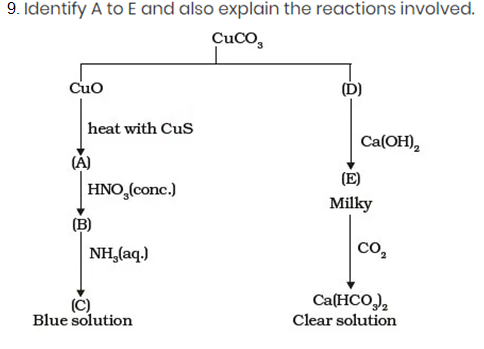 9. Identify A to E and also explain the reactions involved.
CuCO₃
CuO
(D)
heat with CuS
Ca(OH)₂
(A)
(E)
HNO₃(conc.)
Milky
(B)
NH₃(aq.)
CO₂
(C)
Ca(HCO₃)₂
Blue solution
Clear solution